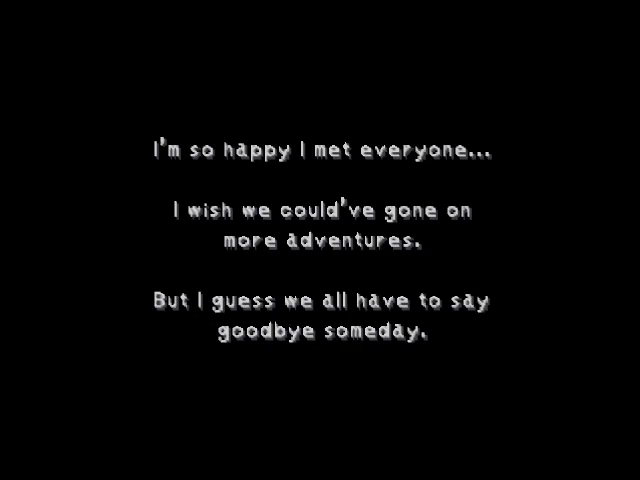 I'm so happy I met everyone...
I wish we could've gone on
more adventures.
But I guess we all have to say
goodbye someday.